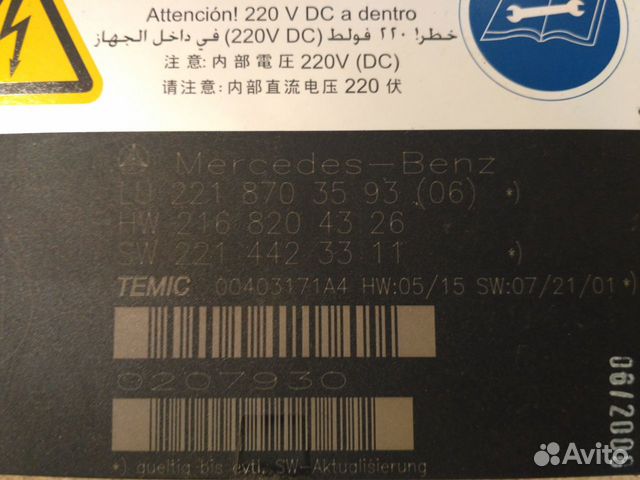 Attención! 220 V DC a dentro
خطر! ٢٢٠ فولط (220V DC) في داخل الجهاز
注意: 内部電圧 220V (DC)
请注意: 内部直流电压 220 伏
Mercedes-Benz
LU 221 870 35 93 (06) *)
HW 216 820 43 26
SW 221 442 33 11 *)
TEMIC 00403171A4 HW:05/15 SW:07/21/01*)
0207930
*) gueltig bis evtl. SW-Aktualisierung
Avito